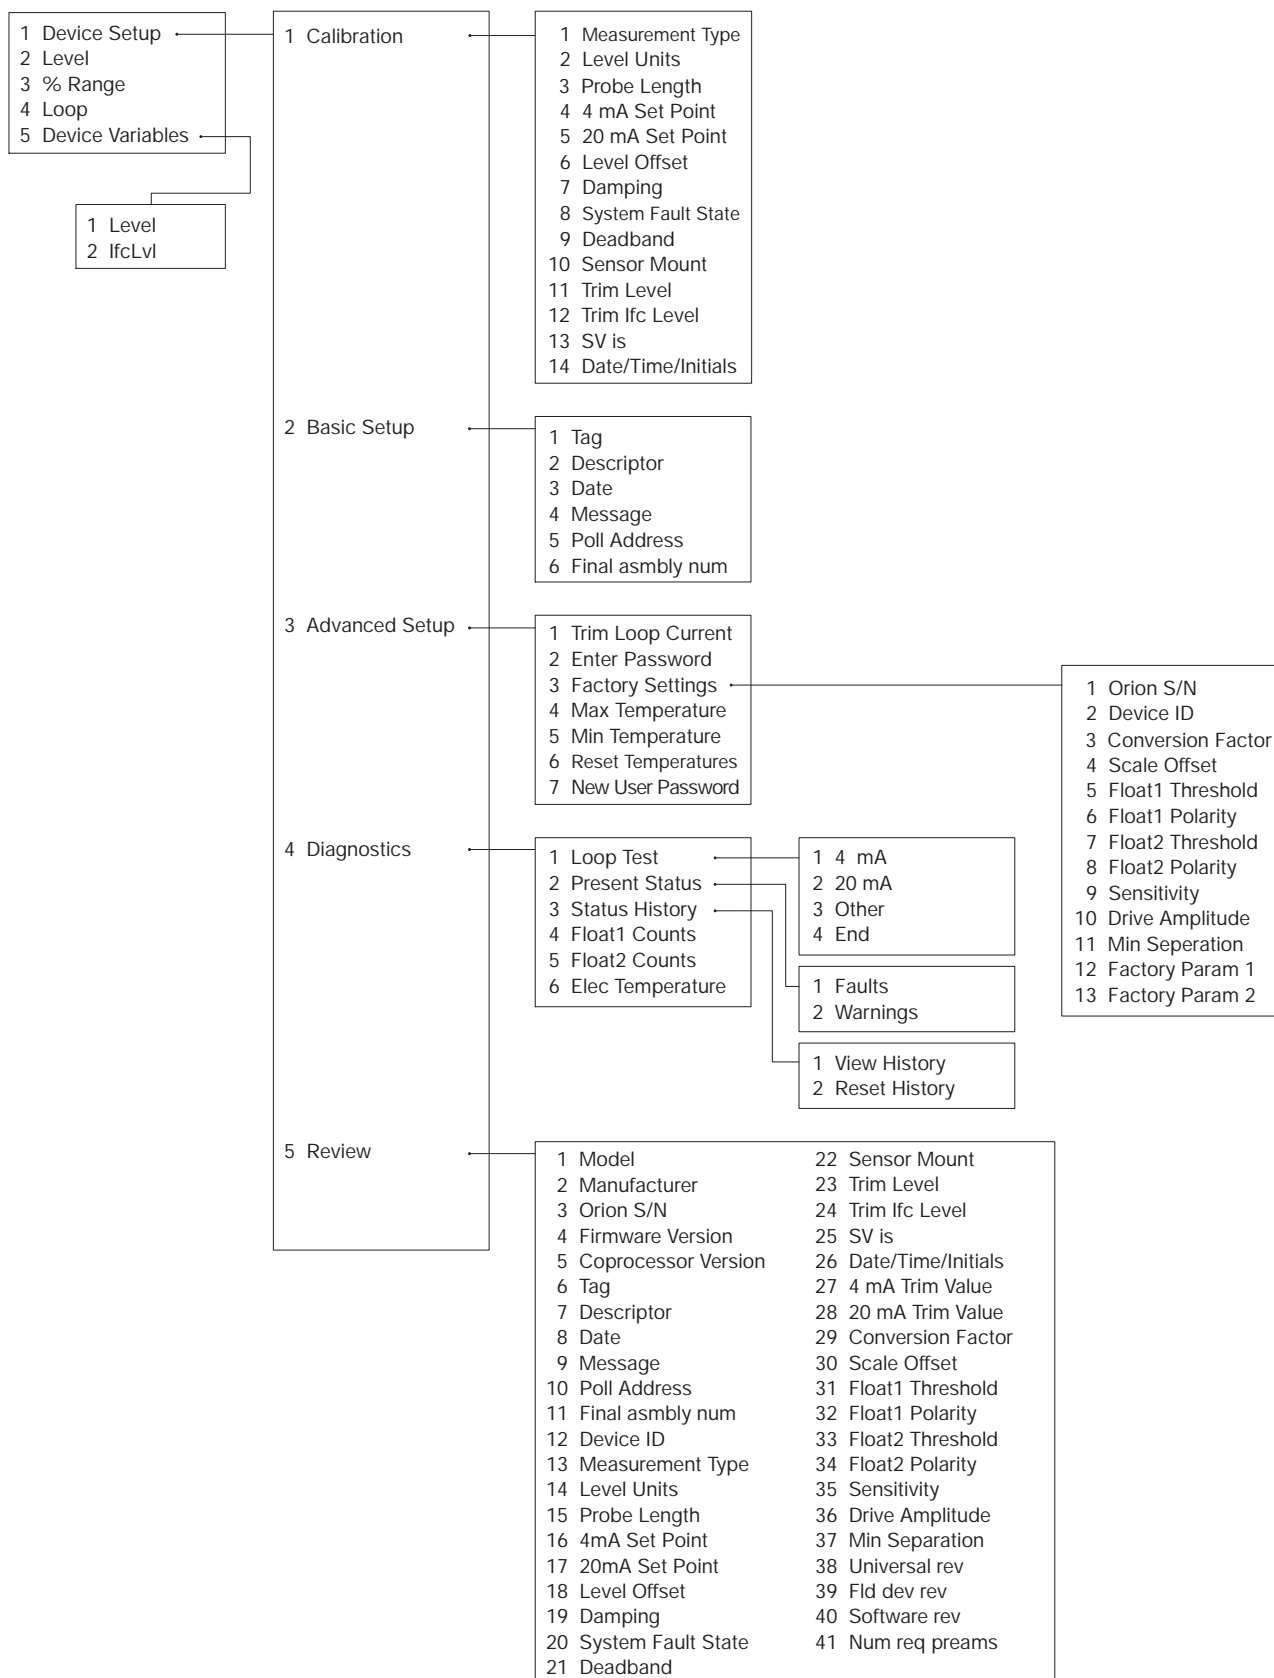 1 Device Setup
2 Level
3 % Range
4 Loop
5 Device Variables
1 Level
2 IfcLvl
1 Calibration
2 Basic Setup
3 Advanced Setup
4 Diagnostics
5 Review
1 Measurement Type
2 Level Units
3 Probe Length
4 4 mA Set Point
5 20 mA Set Point
6 Level Offset
7 Damping
8 System Fault State
9 Deadband
10 Sensor Mount
11 Trim Level
12 Trim Ifc Level
13 SV is
14 Date/Time/Initials
1 Tag
2 Descriptor
3 Date
4 Message
5 Poll Address
6 Final asmbly num
1 Trim Loop Current
2 Enter Password
3 Factory Settings
4 Max Temperature
5 Min Temperature
6 Reset Temperatures
7 New User Password
1 Orion S/N
2 Device ID
3 Conversion Factor
4 Scale Offset
5 Float1 Threshold
6 Float1 Polarity
7 Float2 Threshold
8 Float2 Polarity
9 Sensitivity
10 Drive Amplitude
11 Min Seperation
12 Factory Param 1
13 Factory Param 2
1 Loop Test
2 Present Status
3 Status History
4 Float1 Counts
5 Float2 Counts
6 Elec Temperature
1 4 mA
2 20 mA
3 Other
4 End
1 Faults
2 Warnings
1 View History
2 Reset History
1 Model
2 Manufacturer
3 Orion S/N
4 Firmware Version
5 Coprocessor Version
6 Tag
7 Descriptor
8 Date
9 Message
10 Poll Address
11 Final asmbly num
12 Device ID
13 Measurement Type
14 Level Units
15 Probe Length
16 4mA Set Point
17 20mA Set Point
18 Level Offset
19 Damping
20 System Fault State
21 Deadband
22 Sensor Mount
23 Trim Level
24 Trim Ifc Level
25 SV is
26 Date/Time/Initials
27 4 mA Trim Value
28 20 mA Trim Value
29 Conversion Factor
30 Scale Offset
31 Float1 Threshold
32 Float1 Polarity
33 Float2 Threshold
34 Float2 Polarity
35 Sensitivity
36 Drive Amplitude
37 Min Separation
38 Universal rev
39 Fld dev rev
40 Software rev
41 Num req preams